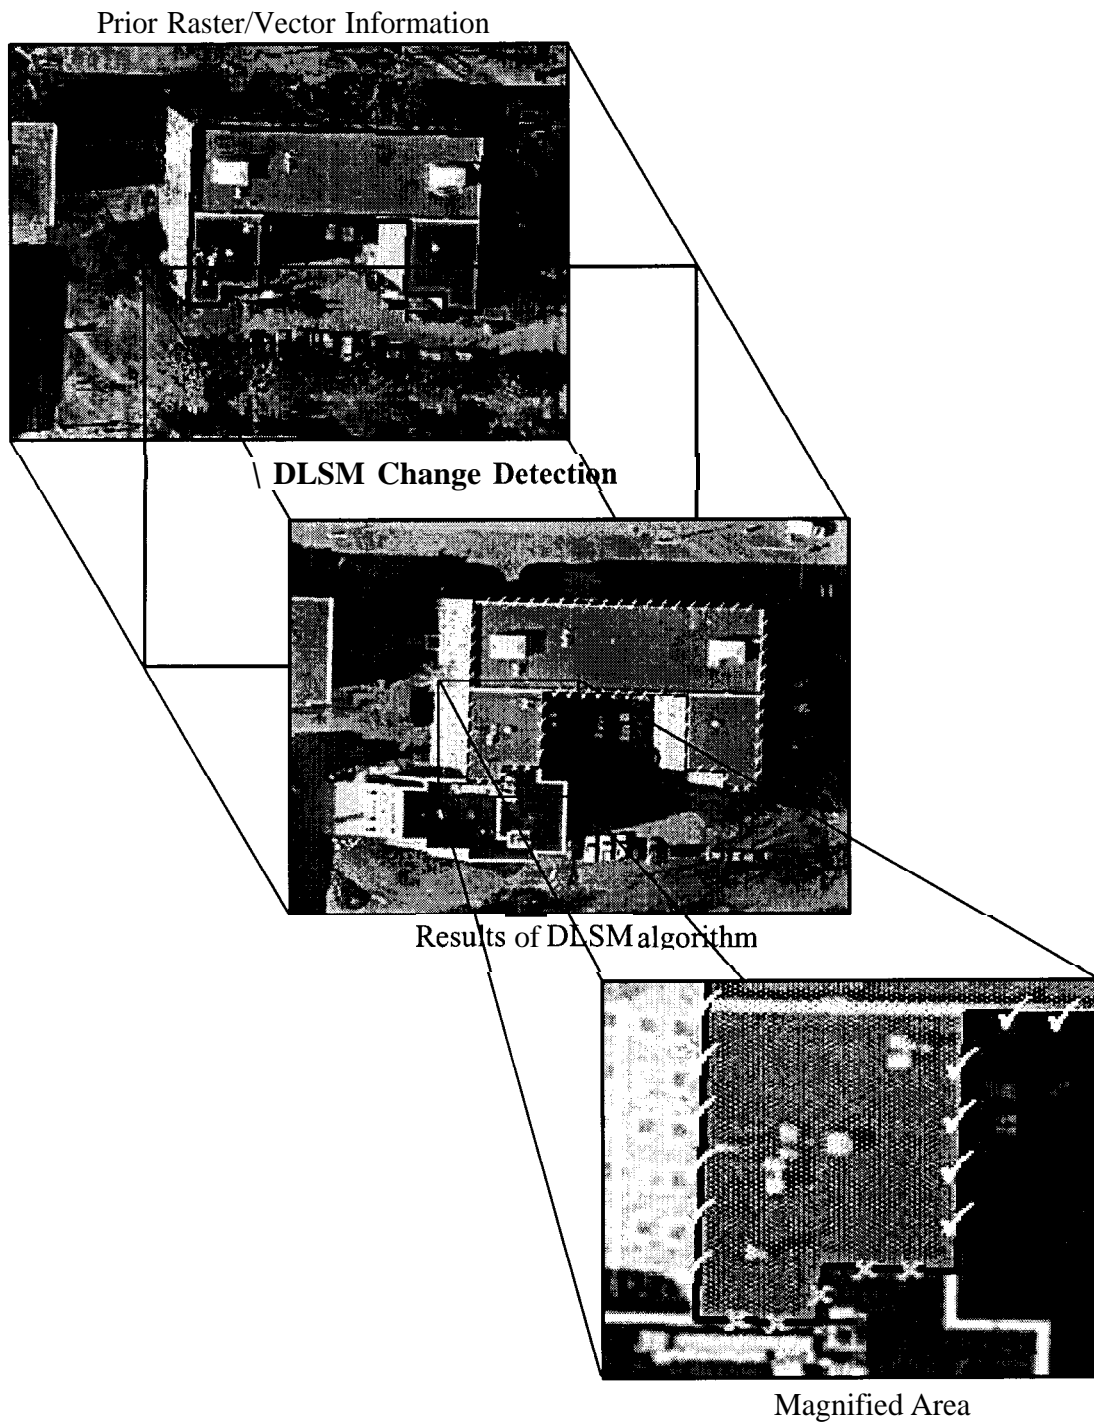 Prior Raster/Vector Information
DLSM Change Detection
Results of DLSM algorithm
Magnified Area